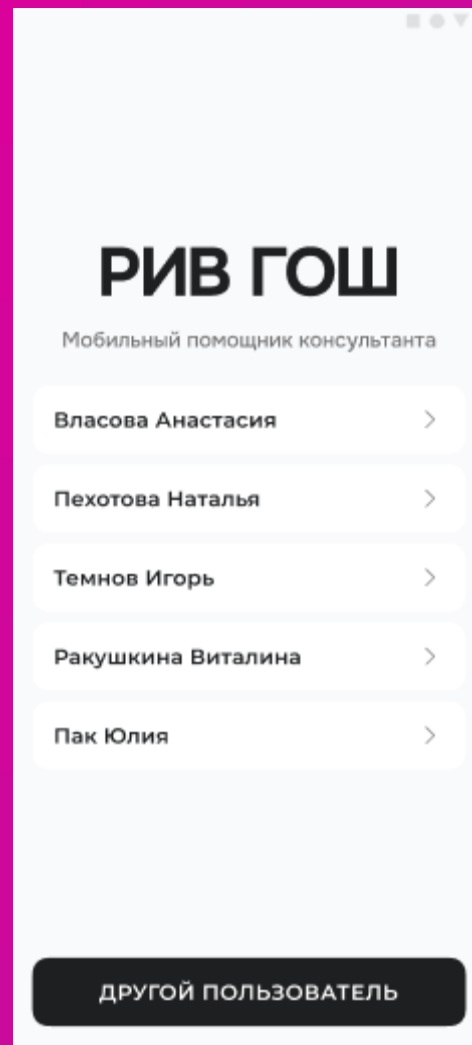 РИВ ГОШ
Мобильный помощник консультанта
Власова Анастасия
Пехотова Наталья
Темнов Игорь
Ракушкина Виталина
Пак Юлия
ДРУГОЙ ПОЛЬЗОВАТЕЛЬ